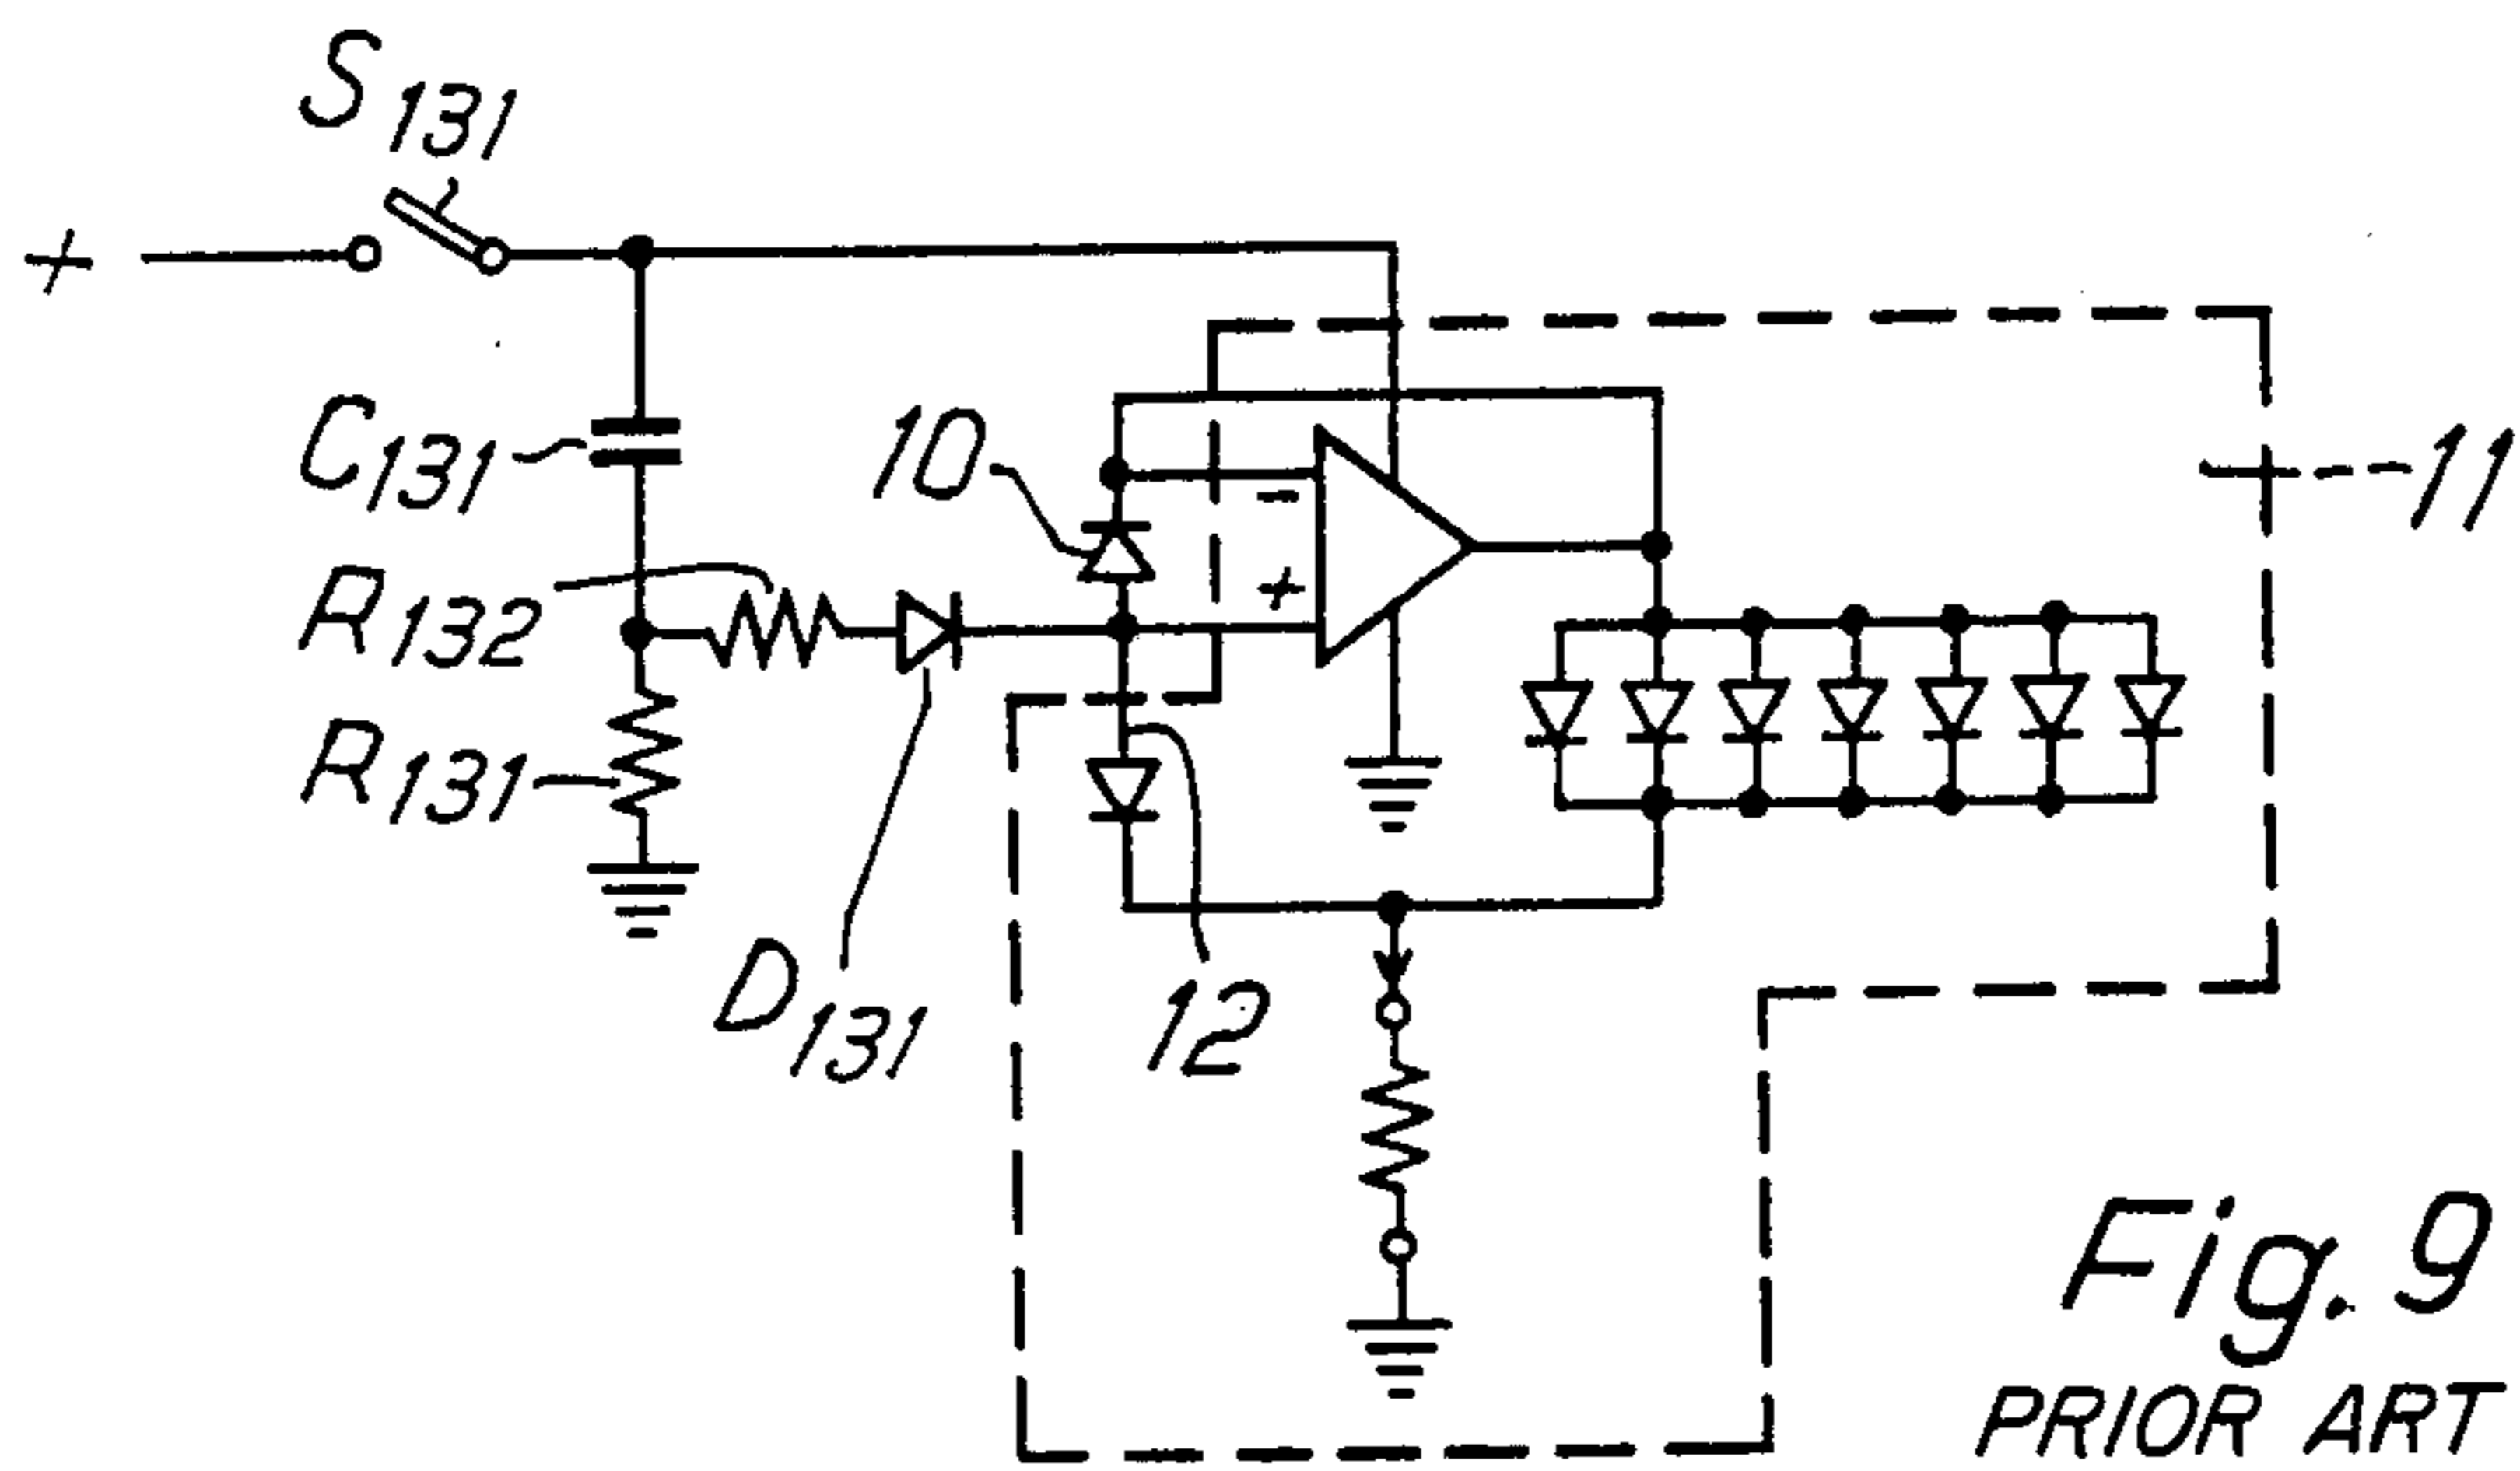 S131
+
C131
10
11
-
R132
+
R131
D131
12
Fig. 9
PRIOR ART